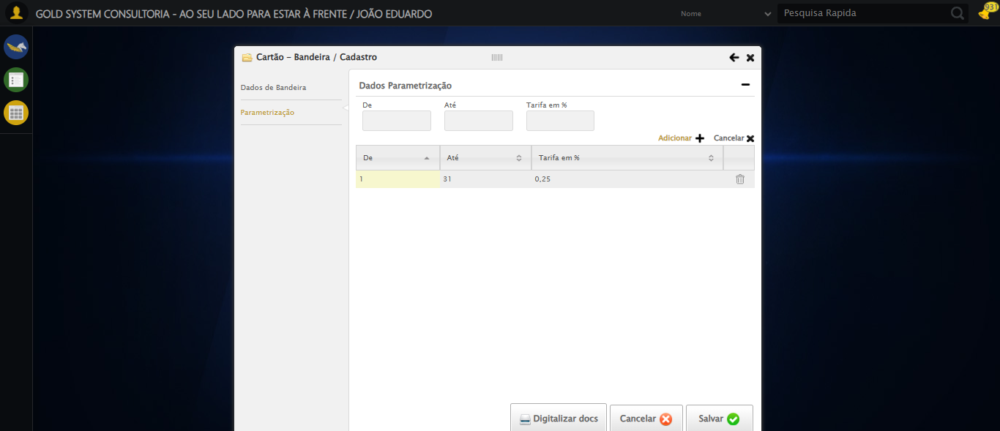 GOLD SYSTEM CONSULTORIA - AO SEU LADO PARA ESTAR À FRENTE / JOÃO EDUARDO
Nome
Pesquisa Rapida
931
Cartão - Bandeira / Cadastro
Dados de Bandeira
Parametrização
Dados Parametrização
De Até Tarifa em %
Adicionar Cancelar
De Até Tarifa em %
1 31 0,25
Digitalizar docs Cancelar Salvar